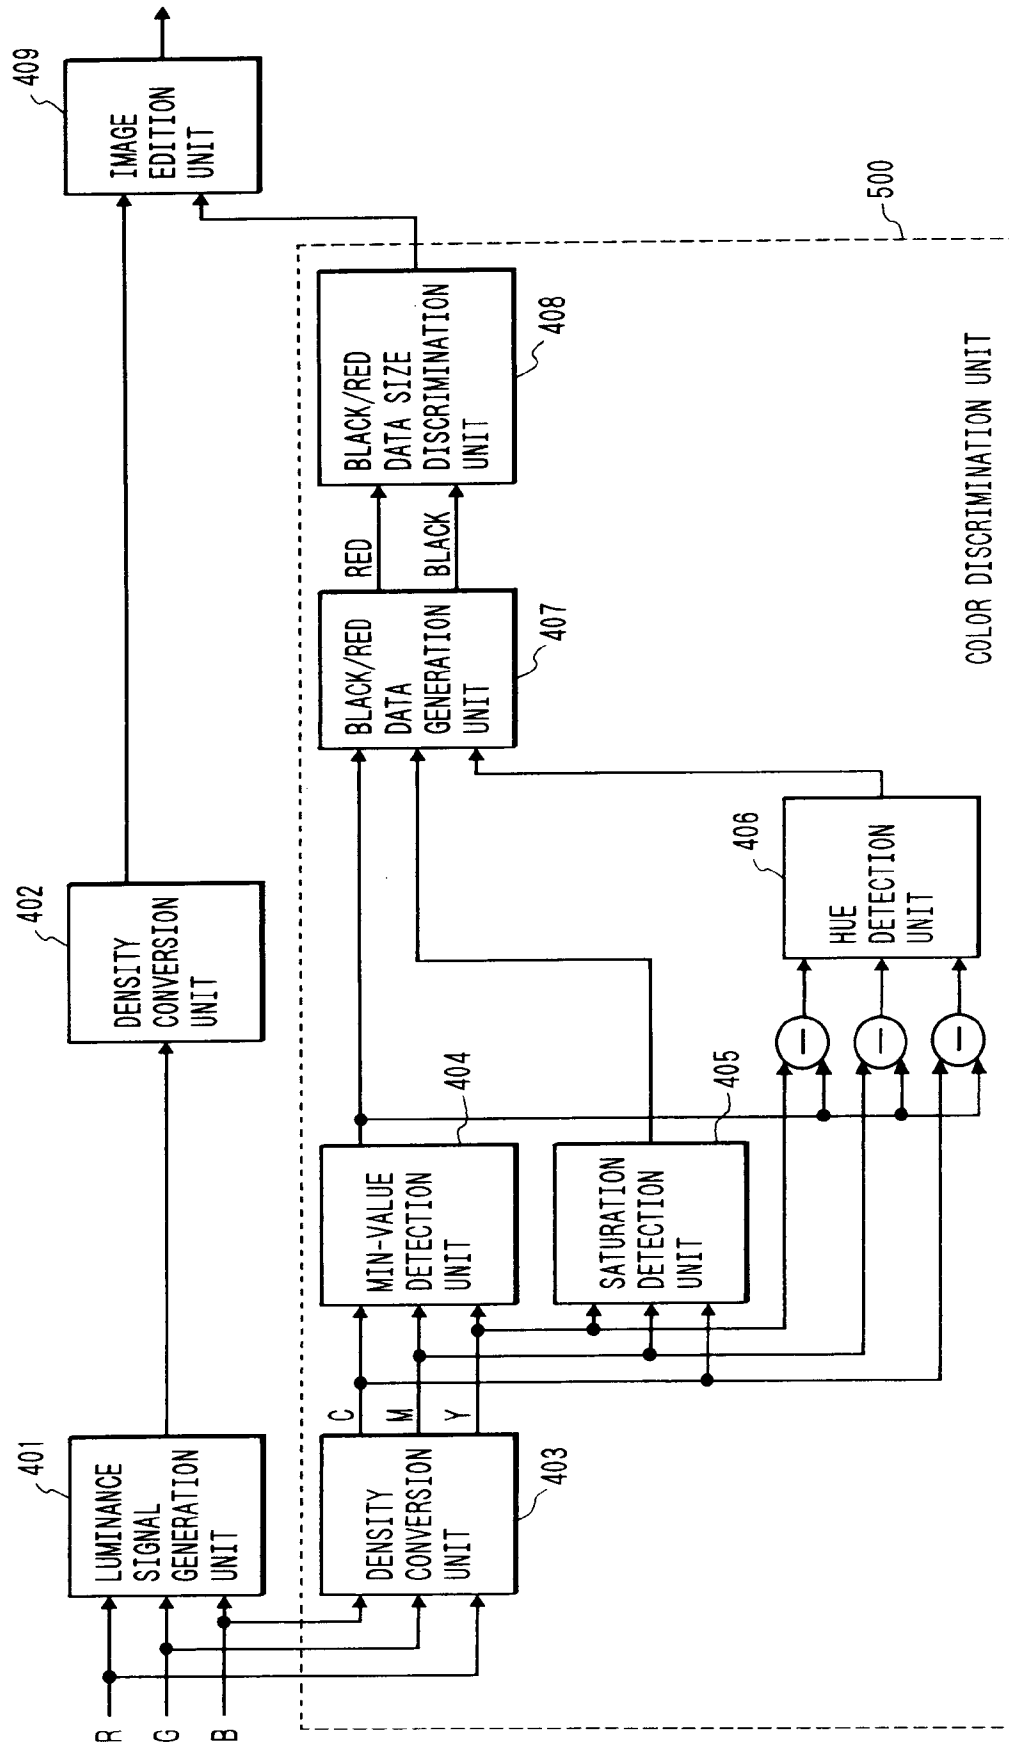 R
G
B
401
LUMINANCE
SIGNAL
GENERATION
UNIT
402
DENSITY
CONVERSION
UNIT
409
IMAGE
EDITION
UNIT
DENSITY
CONVERSION
UNIT
403
C
M
Y
MIN-VALUE
DETECTION
UNIT
404
SATURATION
DETECTION
UNIT
405
−
−
−
HUE
DETECTION
UNIT
406
BLACK/RED
DATA
GENERATION
UNIT
407
RED
BLACK
BLACK/RED
DATA SIZE
DISCRIMINATION
UNIT
408
500
COLOR DISCRIMINATION UNIT